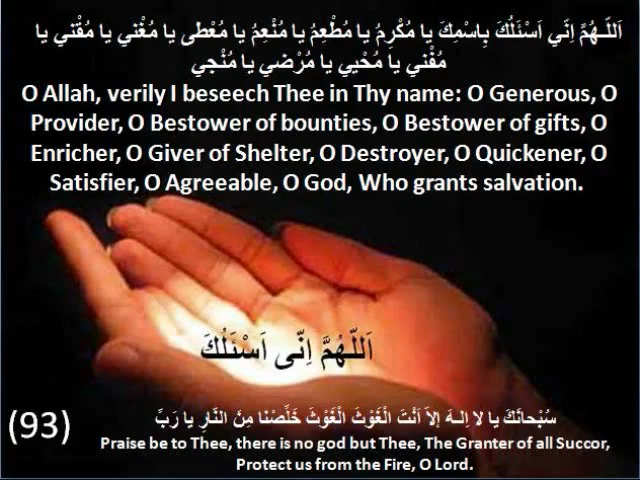 اَللّـهُمَّ اِنّي اَسْئَلُكَ بِاسْمِكَ يا مُكْرِمُ يا مُطْعِمُ يا مُنْعِمُ يا مُعْطى يا مُغْني يا مُقْني يا
مُفْني يا مُحْيي يا مُرْضي يا مُنْجي
O Allah, verily I beseech Thee in Thy name: O Generous, O
Provider, O Bestower of bounties, O Bestower of gifts, O
Enricher, O Giver of Shelter, O Destroyer, O Quickener, O
Satisfier, O Agreeable, O God, Who grants salvation.
اَللّهُمَّ اِنّى اَسْئَلُكَ
سُبْحانَكَ يا لا اِلـهَ إلاّ اَنْتَ الْغَوْثَ الْغَوْثَ خَلِّصْنا مِنَ النّارِ يا رَبِّ
(93)
Praise be to Thee, there is no god but Thee, The Granter of all Succor,
Protect us from the Fire, O Lord.